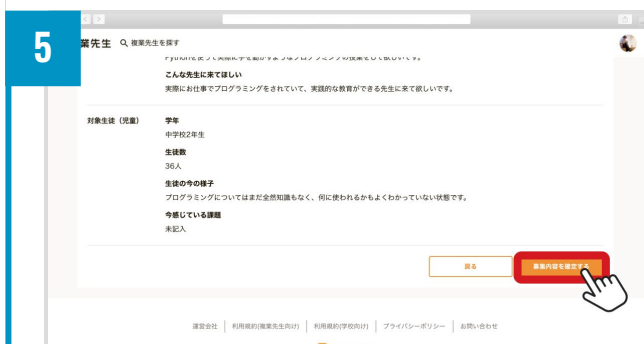 5
業先生 複業先生を探す
Pythonを使って実際に手を動かすようなプログラミングの授業をして欲しいです。
こんな先生に来てほしい
実際にお仕事でプログラミングをされていて、実践的な教育ができる先生に来て欲しいです。
対象生徒（児童） 学年
中学校2年生
生徒数
36人
生徒の今の様子
プログラミングについてはまだ全然知識もなく、何に使われるかもよくわかっていない状態です。
今感じている課題
未記入
戻る 募集内容を確定する
運営会社 利用規約(複業先生向け) 利用規約(学校向け) プライバシーポリシー お問い合わせ